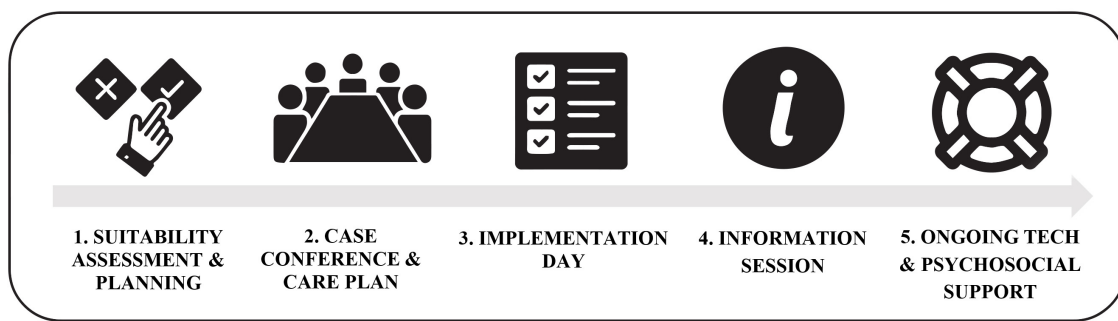 1. SUITABILITY
ASSESSMENT &
PLANNING
2. CASE
CONFERENCE &
CARE PLAN
3. IMPLEMENTATION
DAY
4. INFORMATION
SESSION
5. ONGOING TECH
& PSYCHOSOCIAL
SUPPORT